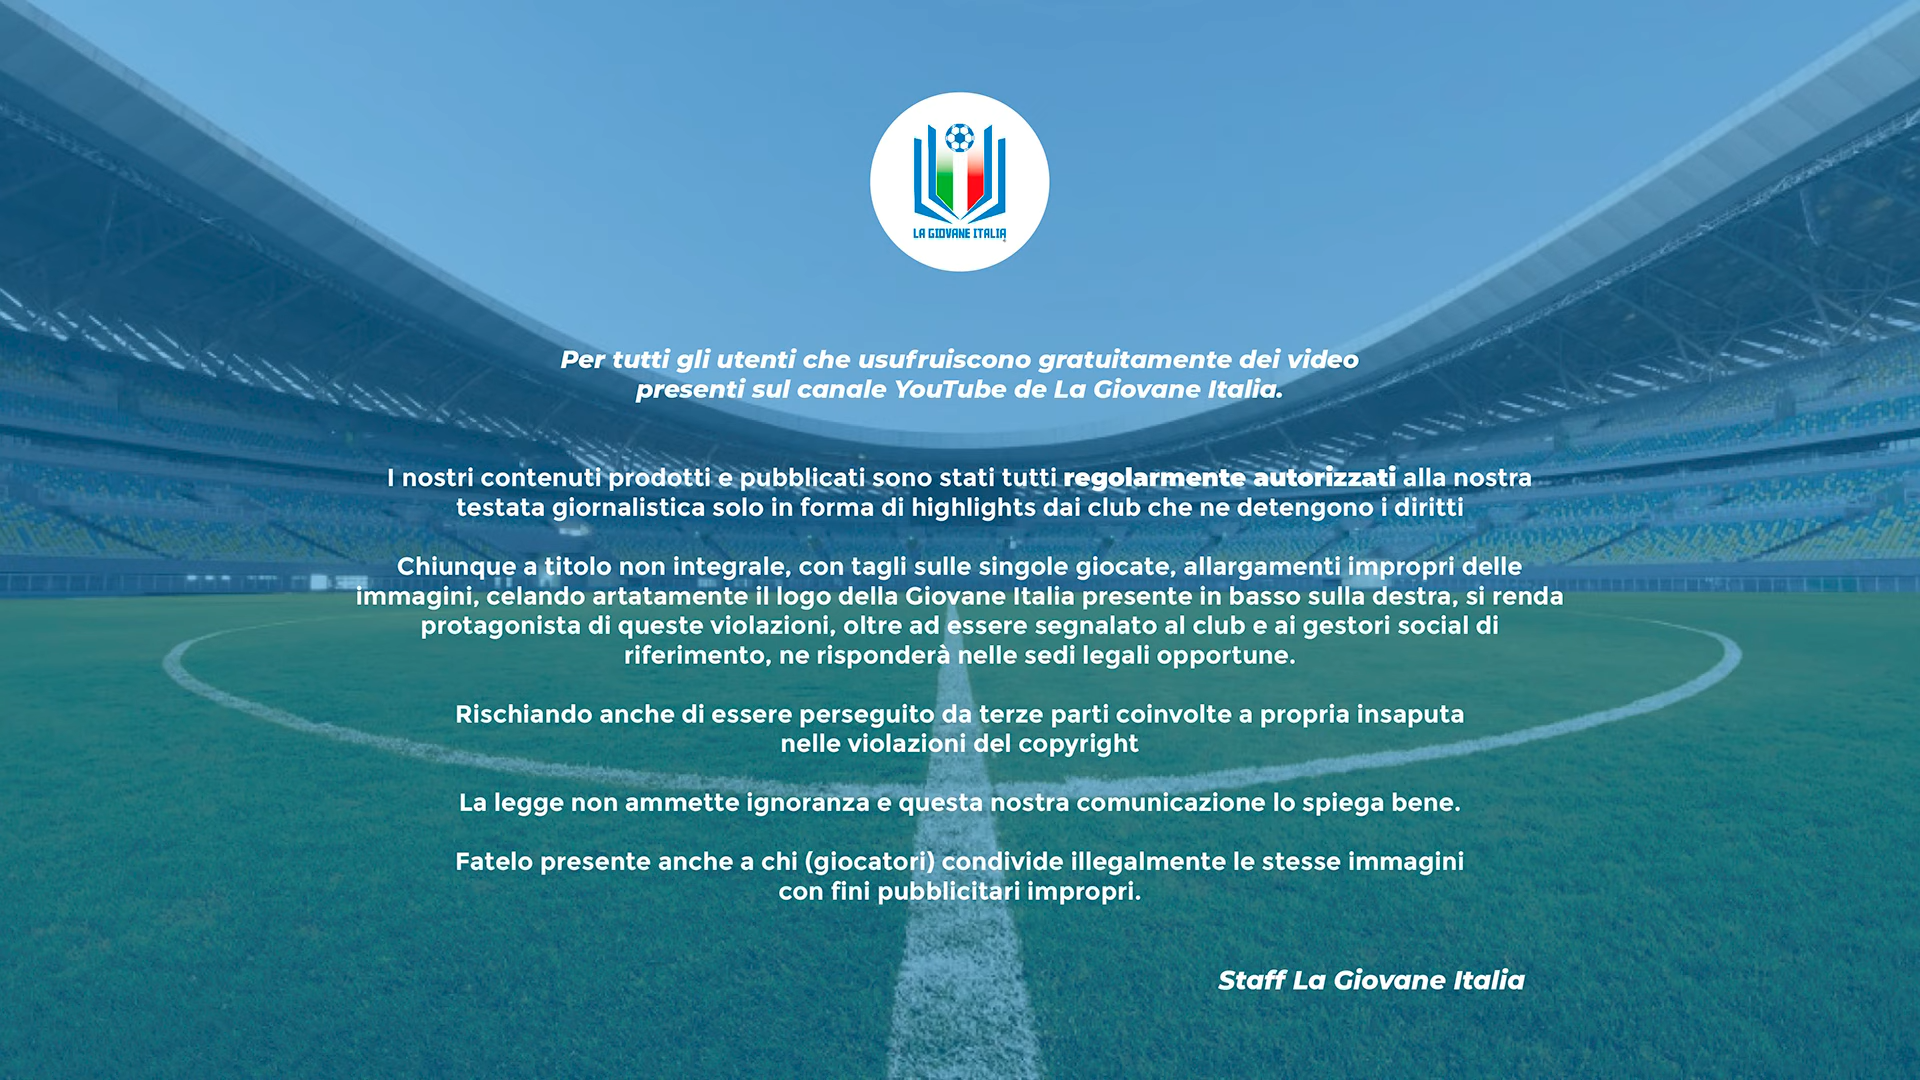 LA GIOVANE ITALIA
Per tutti gli utenti che usufruiscono gratuitamente dei video
presenti sul canale YouTube de La Giovane Italia.
I nostri contenuti prodotti e pubblicati sono stati tutti regolarmente autorizzati alla nostra
testata giornalistica solo in forma di highlights dai club che ne detengono i diritti
Chiunque a titolo non integrale, con tagli sulle singole giocate, allargamenti impropri delle
immagini, celando artatamente il logo della Giovane Italia presente in basso sulla destra, si renda
protagonista di queste violazioni, oltre ad essere segnalato al club e ai gestori social di
riferimento, ne risponderà nelle sedi legali opportune.
Rischiando anche di essere perseguito da terze parti coinvolte a propria insaputa
nelle violazioni del copyright
La legge non ammette ignoranza e questa nostra comunicazione lo spiega bene.
Fatelo presente anche a chi (giocatori) condivide illegalmente le stesse immagini
con fini pubblicitari impropri.
Staff La Giovane Italia